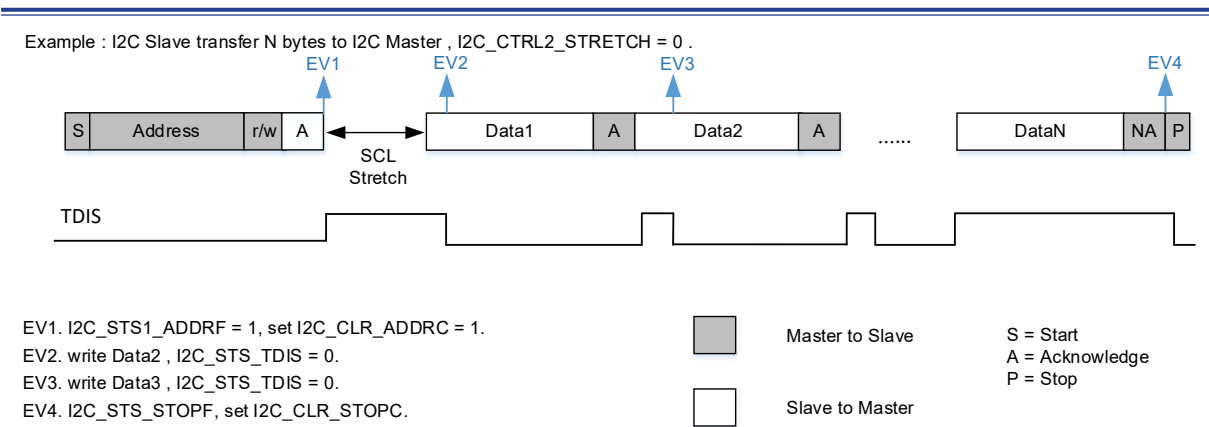 Example : I2C Slave transfer N bytes to I2C Master , I2C_CTRL2_STRETCH = 0 .
EV1 EV2 EV3 EV4
S Address r/w A Data1 A Data2 A ...... DataN NA P
SCL
Stretch
TDIS
EV1. I2C_STS1_ADDRF = 1, set I2C_CLR_ADDRC = 1.
EV2. write Data2 , I2C_STS_TDIS = 0.
EV3. write Data3 , I2C_STS_TDIS = 0.
EV4. I2C_STS_STOPF, set I2C_CLR_STOPC.
Master to Slave
Slave to Master
S = Start
A = Acknowledge
P = Stop